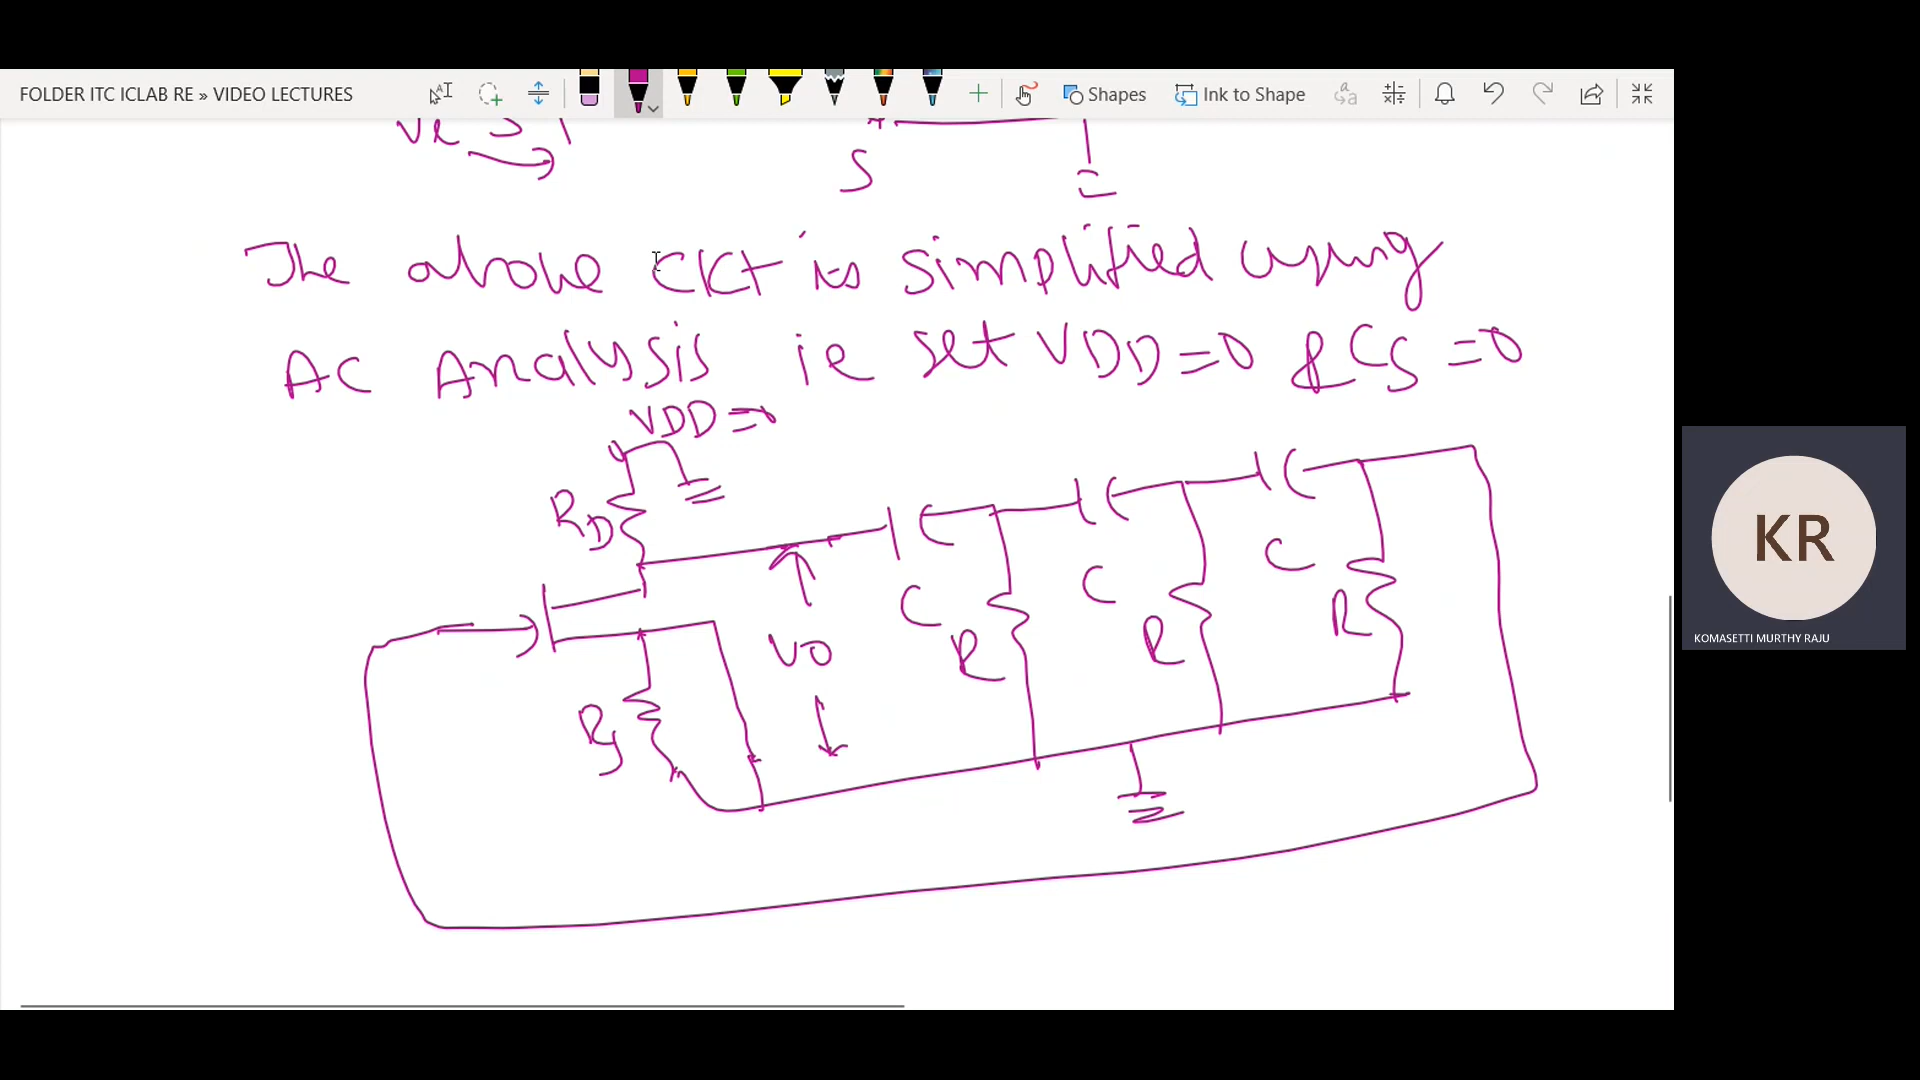 FOLDER ITC ICLAB RE » VIDEO LECTURES
Shapes
Ink to Shape
S
The above CKT is simplified using
AC Analysis ie set VDD=0 & CS =0
VDD=0
RD
C
C
C
R
R
R
VO
KR
KOMASETTI MURTHY RAJU